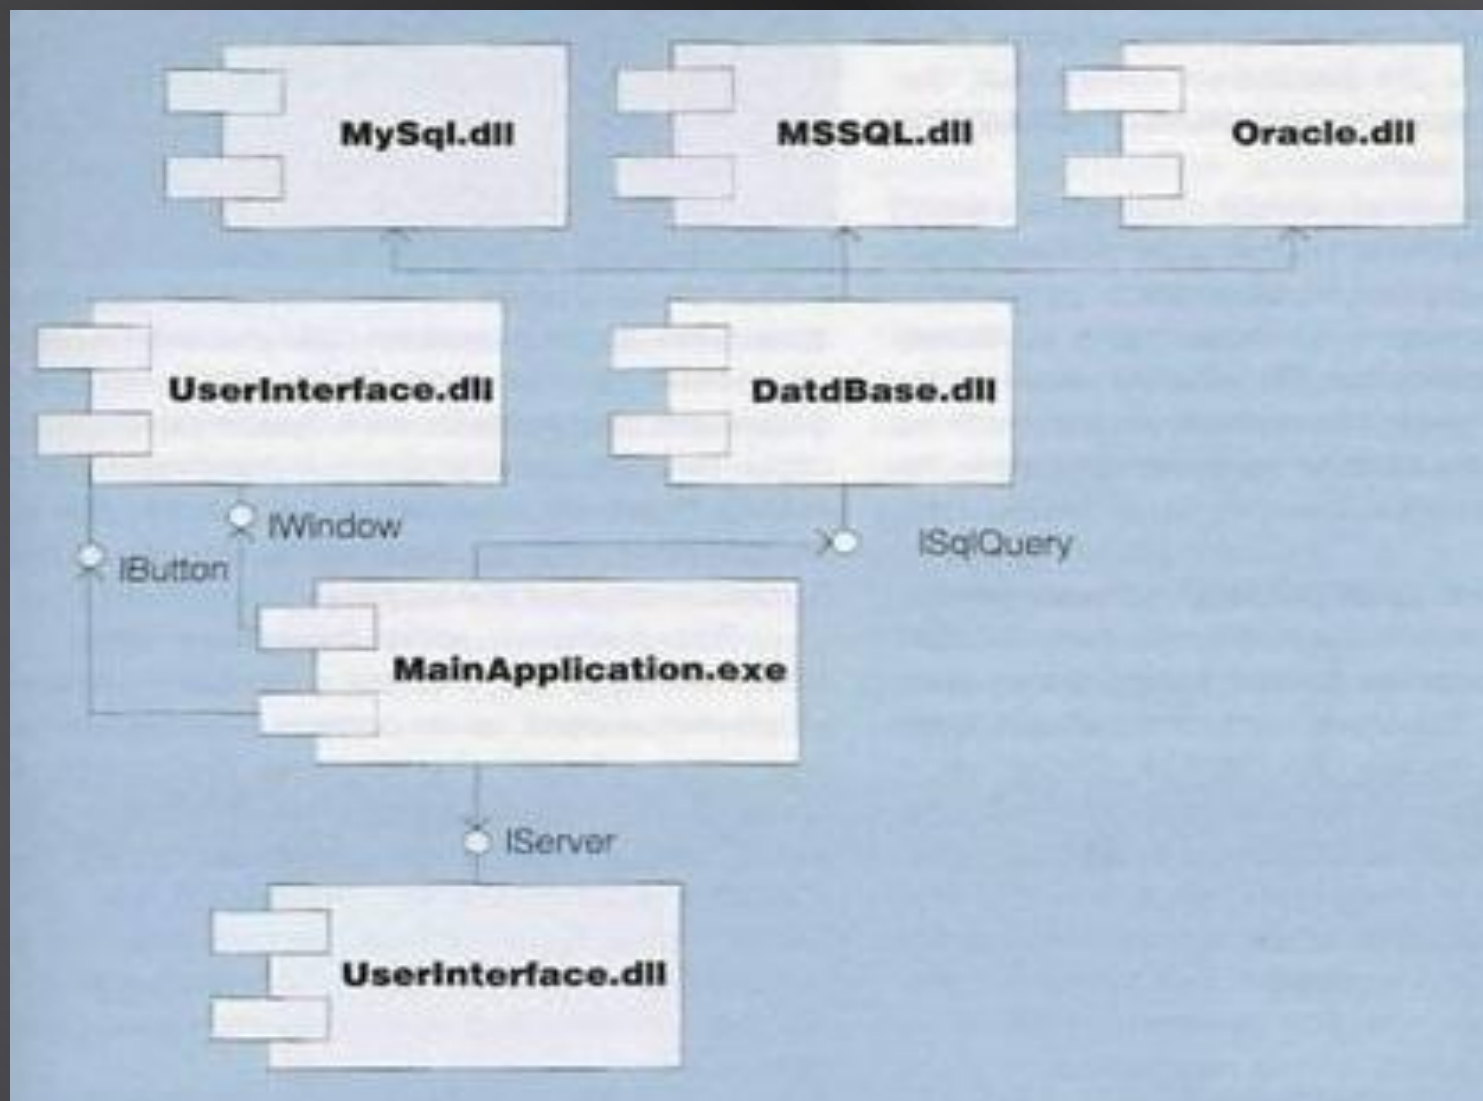 MySql.dll
MSSQL.dll
Oracle.dll
UserInterface.dll
DatdBase.dll
IWindow
IButton
ISqlQuery
MainApplication.exe
IServer
UserInterface.dll